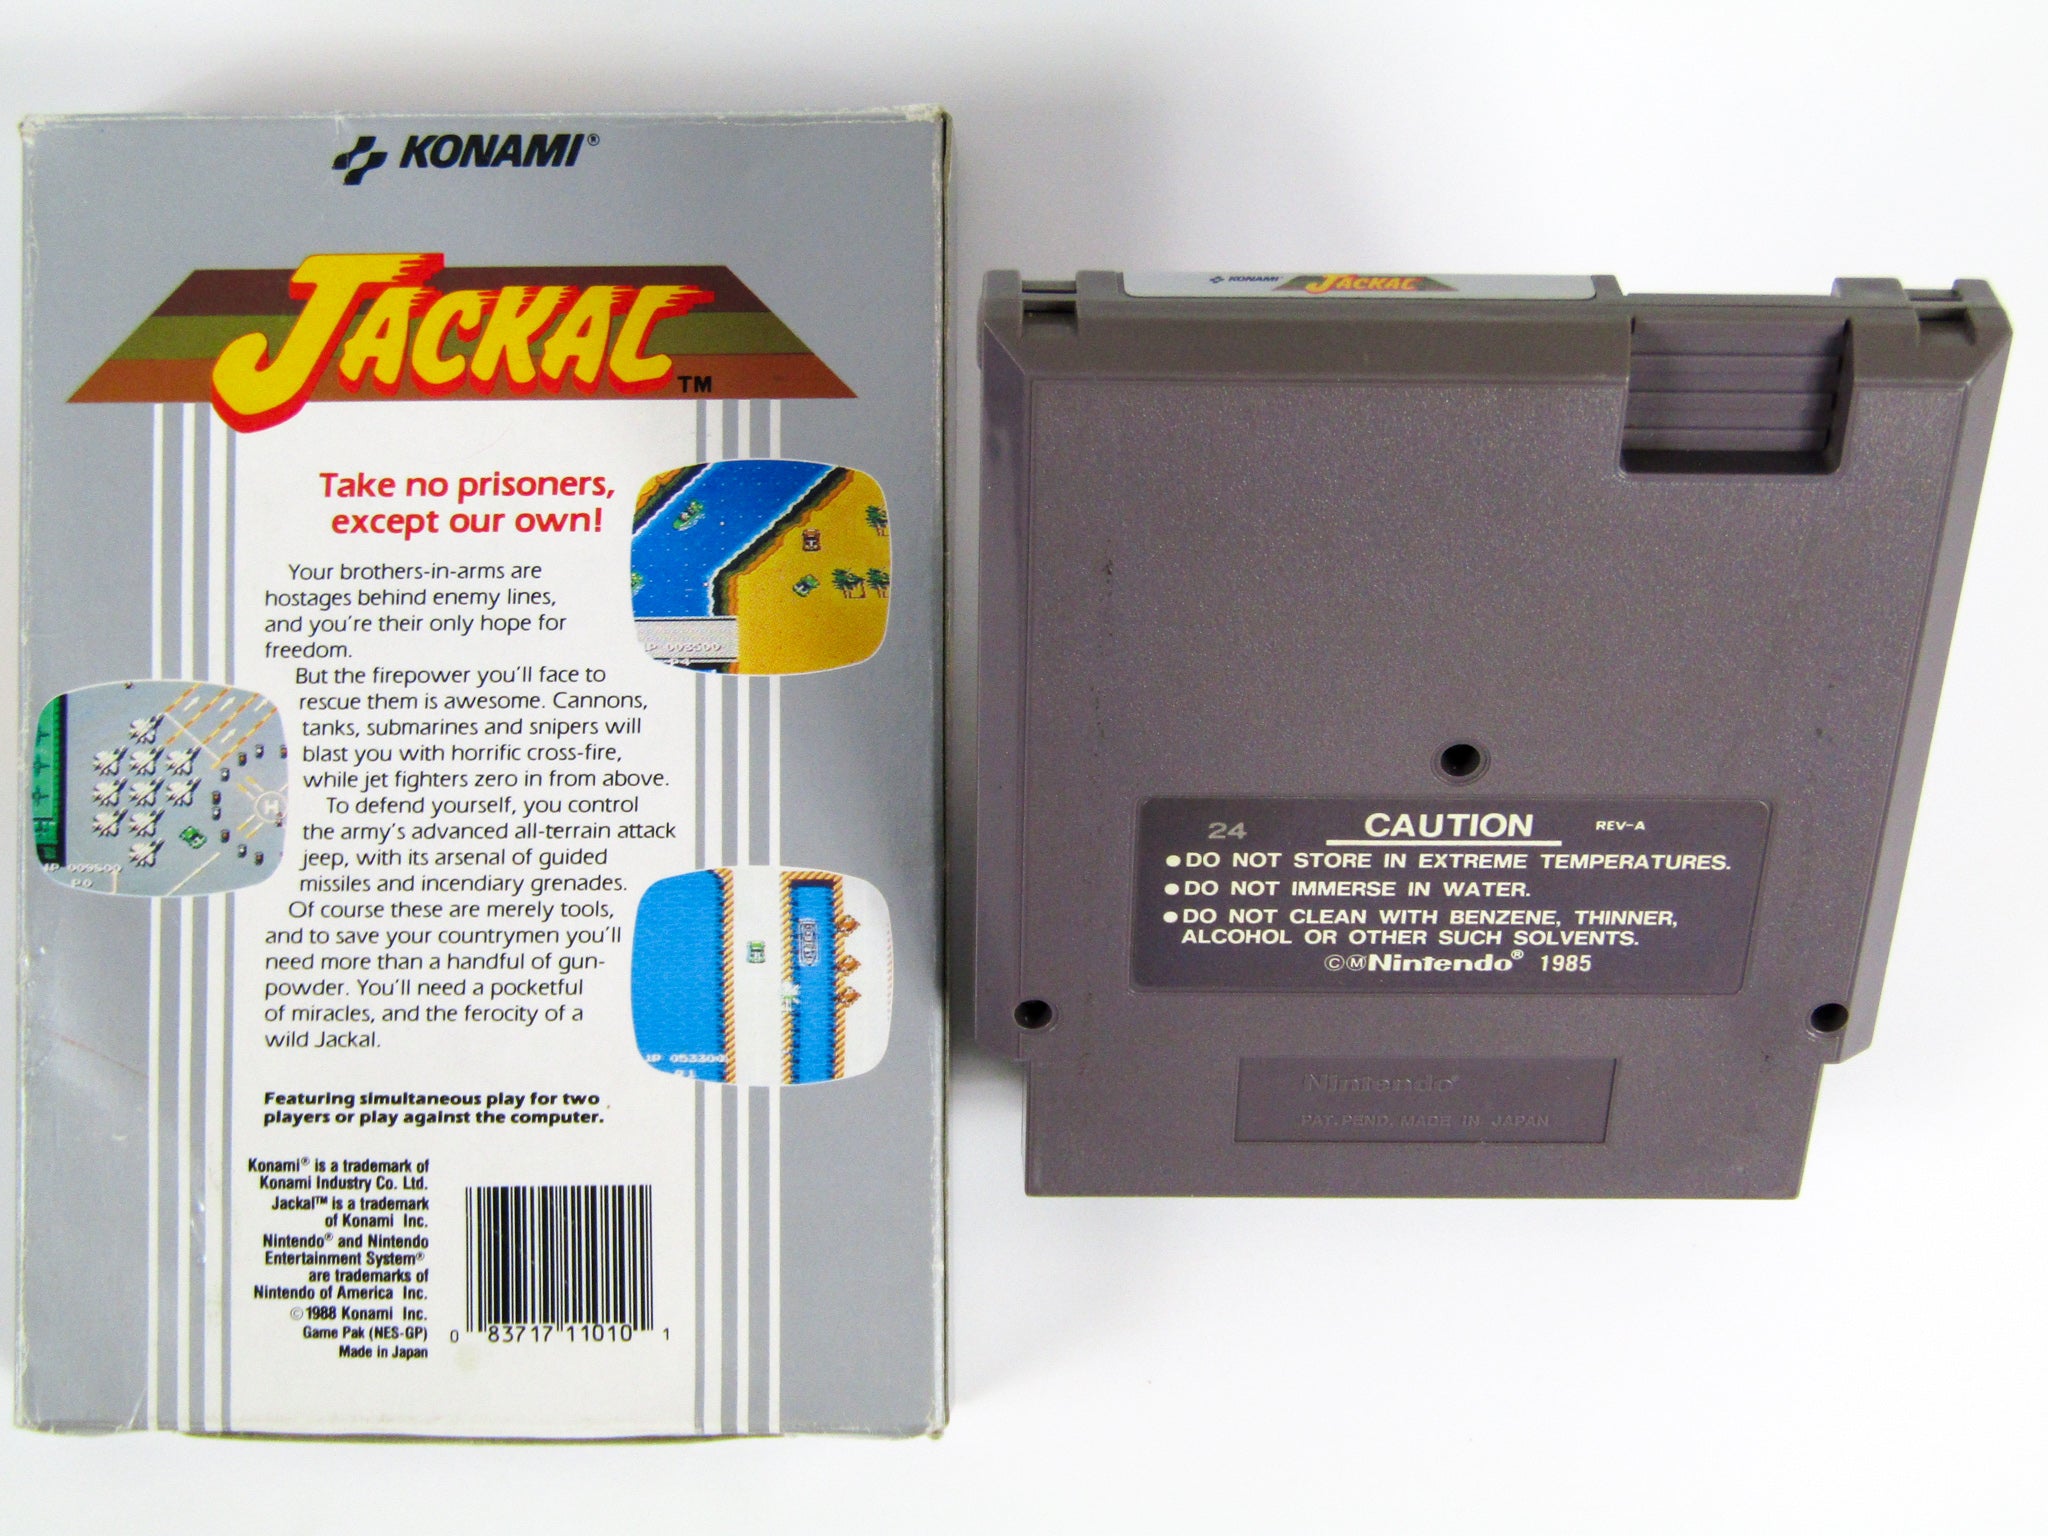 KONAMI®
JACKAL™
Take no prisoners,
except our own!
Your brothers-in-arms are
hostages behind enemy lines,
and you're their only hope for
freedom.
But the firepower you'll face to
rescue them is awesome. Cannons,
tanks, submarines and snipers will
blast you with horrific cross-fire,
while jet fighters zero in from above.
To defend yourself, you control
the army's advanced all-terrain attack
jeep, with its arsenal of guided
missiles and incendiary grenades.
Of course these are merely tools,
and to save your countrymen you'll
need more than a handful of gun-
powder. You'll need a pocketful
of miracles, and the ferocity of a
wild Jackal.
Featuring simultaneous play for two
players or play against the computer.
Konami® is a trademark of
Konami Industry Co. Ltd.
Jackal™ is a trademark
of Konami Inc.
Nintendo® and Nintendo
Entertainment System®
are trademarks of
Nintendo of America Inc.
©1988 Konami Inc.
Game Pak (NES-GP)
Made in Japan
0 83717 11010 1
1P 003500
1P 009500
P 0
1P 053300
KONAMI® JACKAL
24 CAUTION REV-A
●DO NOT STORE IN EXTREME TEMPERATURES.
●DO NOT IMMERSE IN WATER.
●DO NOT CLEAN WITH BENZENE, THINNER,
ALCOHOL OR OTHER SUCH SOLVENTS.
©ⓂNintendo® 1985
Nintendo®
PAT. PEND. MADE IN JAPAN
H